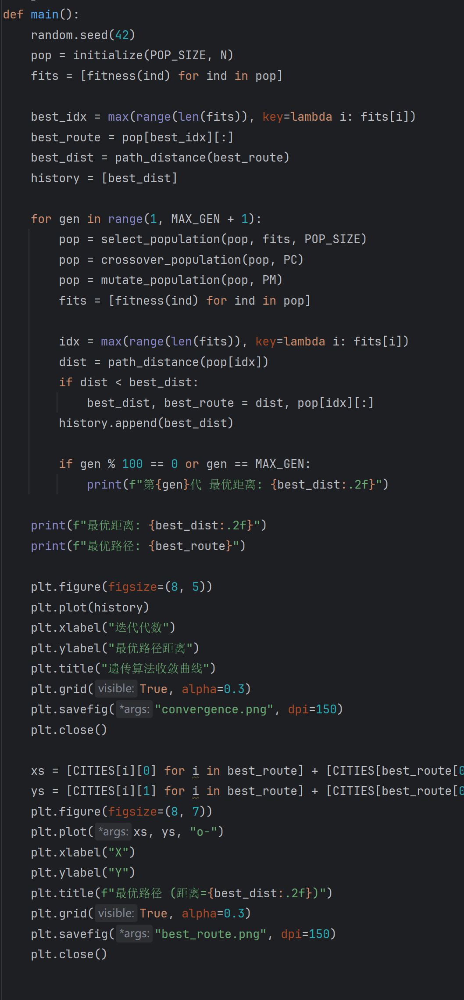 def main():
    random.seed(42)
    pop = initialize(POP_SIZE, N)
    fits = [fitness(ind) for ind in pop]

    best_idx = max(range(len(fits)), key=lambda i: fits[i])
    best_route = pop[best_idx][:]
    best_dist = path_distance(best_route)
    history = [best_dist]

    for gen in range(1, MAX_GEN + 1):
        pop = select_population(pop, fits, POP_SIZE)
        pop = crossover_population(pop, PC)
        pop = mutate_population(pop, PM)
        fits = [fitness(ind) for ind in pop]

        idx = max(range(len(fits)), key=lambda i: fits[i])
        dist = path_distance(pop[idx])
        if dist < best_dist:
            best_dist, best_route = dist, pop[idx][:]
        history.append(best_dist)

        if gen % 100 == 0 or gen == MAX_GEN:
            print(f"第{gen}代 最优距离: {best_dist:.2f}")

    print(f"最优距离: {best_dist:.2f}")
    print(f"最优路径: {best_route}")

    plt.figure(figsize=(8, 5))
    plt.plot(history)
    plt.xlabel("迭代代数")
    plt.ylabel("最优路径距离")
    plt.title("遗传算法收敛曲线")
    plt.grid( visible: True, alpha=0.3)
    plt.savefig( *args: "convergence.png", dpi=150)
    plt.close()

    xs = [CITIES[i][0] for i in best_route] + [CITIES[best_route[0
    ys = [CITIES[i][1] for i in best_route] + [CITIES[best_route[0
    plt.figure(figsize=(8, 7))
    plt.plot( *args: xs, ys, "o-")
    plt.xlabel("X")
    plt.ylabel("Y")
    plt.title(f"最优路径 (距离={best_dist:.2f})")
    plt.grid( visible: True, alpha=0.3)
    plt.savefig( *args: "best_route.png", dpi=150)
    plt.close()